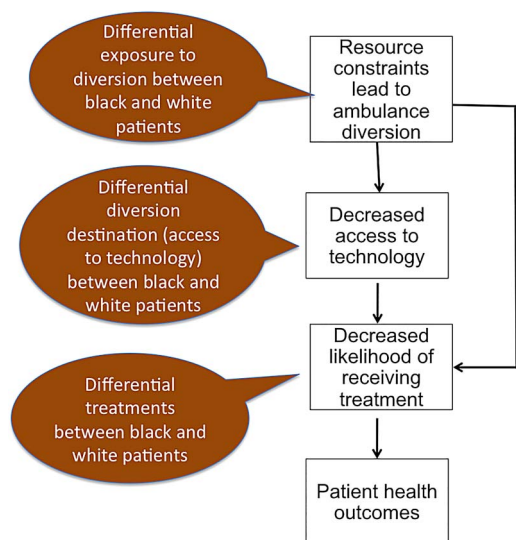 Differential
exposure to
diversion between
black and white
patients
Resource
constraints
lead to
ambulance
diversion
Differential
diversion
destination (access
to technology)
between black and
white patients
Decreased
access to
technology
Decreased
likelihood of
receiving
treatment
Differential
treatments
between black and
white patients
Patient health
outcomes